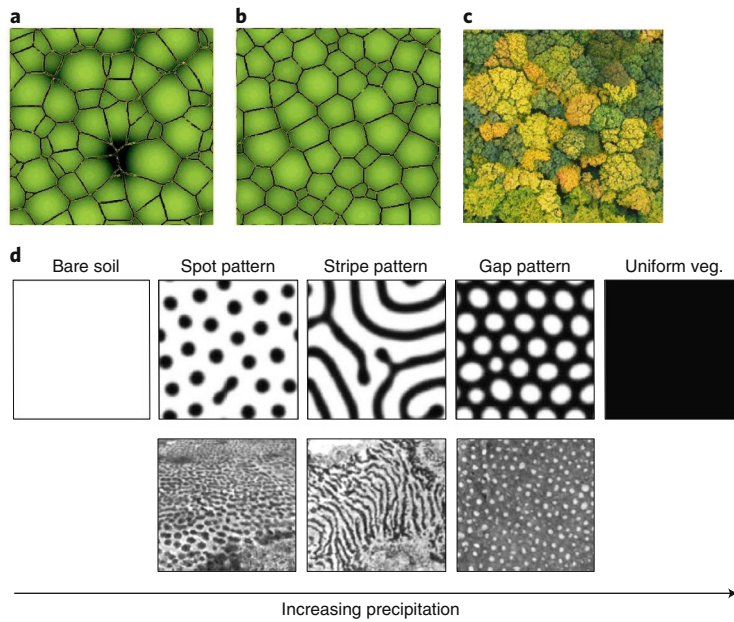 a
b
c
d
Bare soil
Spot pattern
Stripe pattern
Gap pattern
Uniform veg.
Increasing precipitation